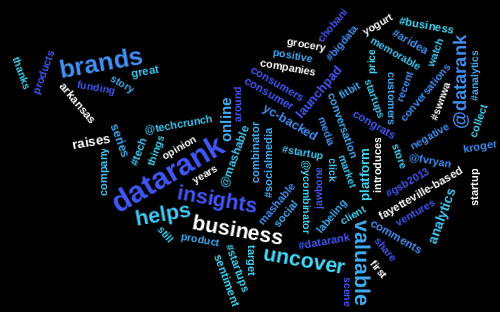 thanks
products
brands
story
great
funding
arkansas
raises
series
company
#tech
things
@techcrunch
opinion
years
datarank
insights
helps
business
uncover
valuable
still
product
#startups
sentiment
target
#datarank
scene
first
share
comments
client
labeling
social
mashable
@mashable
online
around
combinator
#socialmedia
yc-backed
#startup
@ycombinator
click
media
market
conversation
javboone
platform
introduces
store
congrats
fitbit
startups
launchpad
consumers
consumer
companies
positive
grocery
chobani
#bigdata
yogurt
price
memorable
#aridea
#business
watch
custom
recent
conversations
@datarank
#analytics
#swnwa
collect
negative
kroger
@fvryan
#gsb2013
fayetteville-based
ventures
analytics
startup